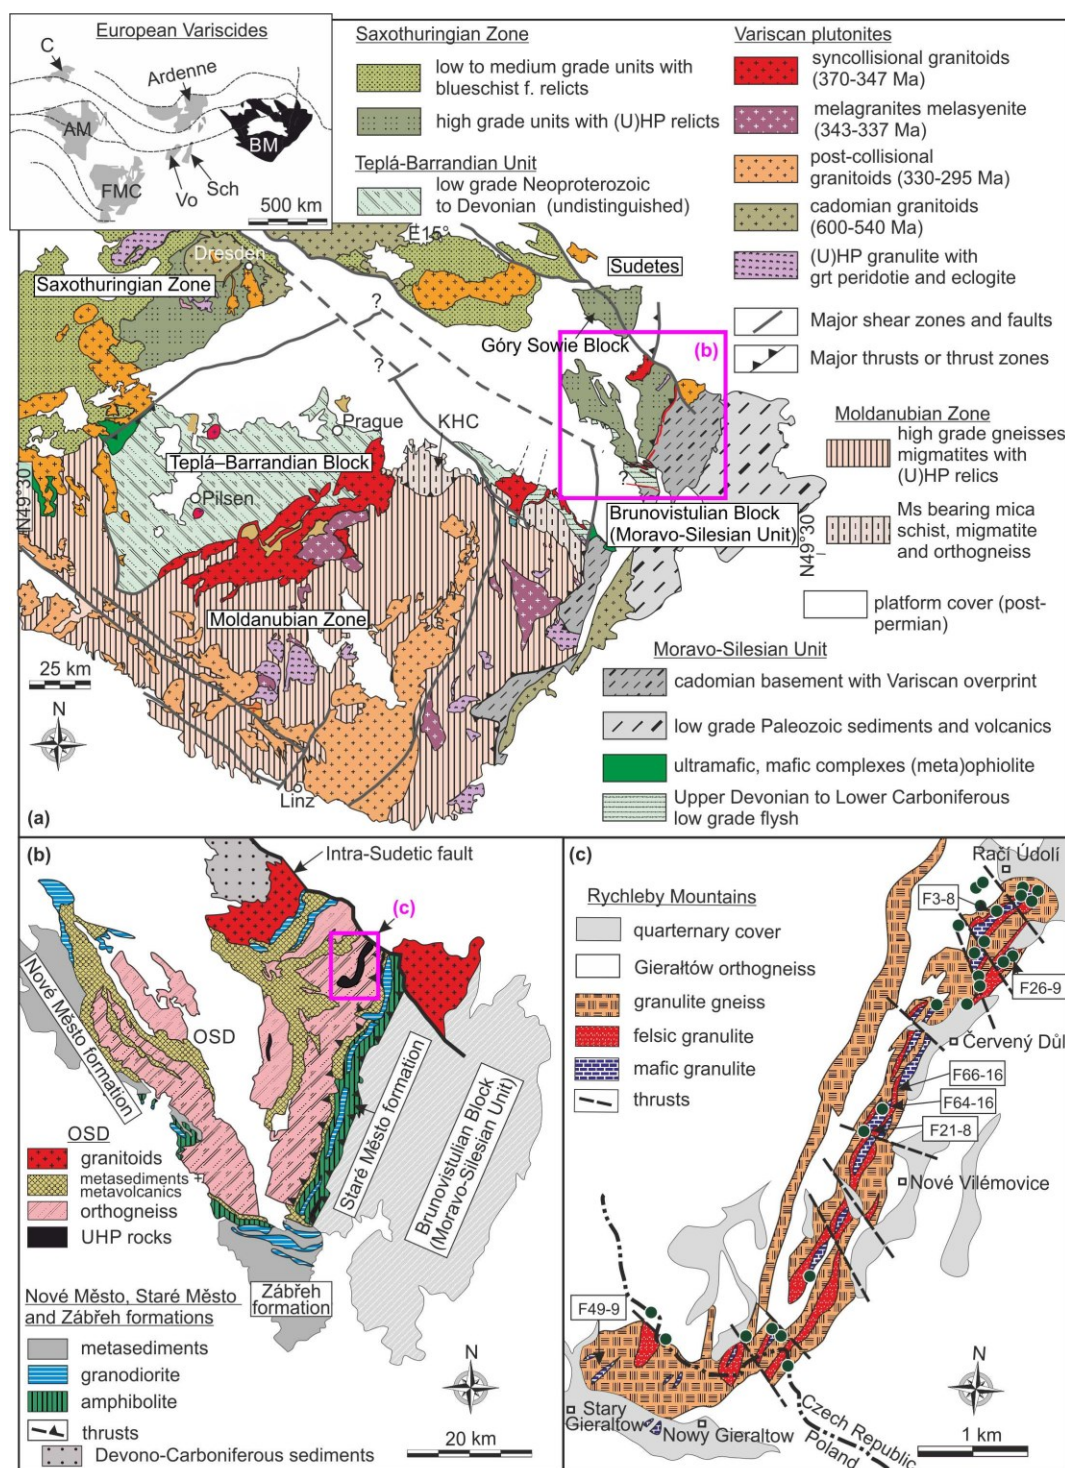 European Variscides
C
Ardenne
AM
BM
FMC
Vo
Sch
500 km
Saxothuringian Zone
low to medium grade units with
blueschist f. relicts
high grade units with (U)HP relicts
Teplá-Barrandian Unit
low grade Neoproterozoic
to Devonian (undistinguished)
Variscan plutonites
syncollisional granitoids
(370-347 Ma)
melagranites melasyenite
(343-337 Ma)
post-collisional
granitoids (330-295 Ma)
cadomian granitoids
(600-540 Ma)
(U)HP granulite with
grt peridotie and eclogite
Major shear zones and faults
Major thrusts or thrust zones
Moldanubian Zone
high grade gneisses
migmatites with
(U)HP relics
Ms bearing mica
schist, migmatite
and orthogneiss
platform cover (post-
permian)
Moravo-Silesian Unit
cadomian basement with Variscan overprint
low grade Paleozoic sediments and volcanics
ultramafic, mafic complexes (meta)ophiolite
Upper Devonian to Lower Carboniferous
low grade flysh
E15°
Dresden
Saxothuringian Zone
Sudetes
?
Góry Sowie Block
(b)
?
Prague
KHC
Teplá–Barrandian Block
Pilsen
N49°30'
?
Brunovistulian Block
(Moravo-Silesian Unit)
N49°30'
Moldanubian Zone
25 km
N
Linz
(a)
(b)
Intra-Sudetic fault
(c)
Nové Město formation
OSD
Staré Město formation
Brunovistulian Block
(Moravo-Silesian Unit)
Zábřeh
formation
OSD
granitoids
metasediments +
metavolcanics
orthogneiss
UHP rocks
Nové Město, Staré Město
and Zábřeh formations
metasediments
granodiorite
amphibolite
thrusts
Devono-Carboniferous sediments
N
20 km
(c)
Rychleby Mountains
quarternary cover
Gierałtów orthogneiss
granulite gneiss
felsic granulite
mafic granulite
thrusts
Račí Údolí
F3-8
F26-9
Červený Důl
F66-16
F64-16
F21-8
Nové Vilémovice
F49-9
Stary
Gieraltow
Nowy Gieraltow
Czech Republic
Poland
N
1 km